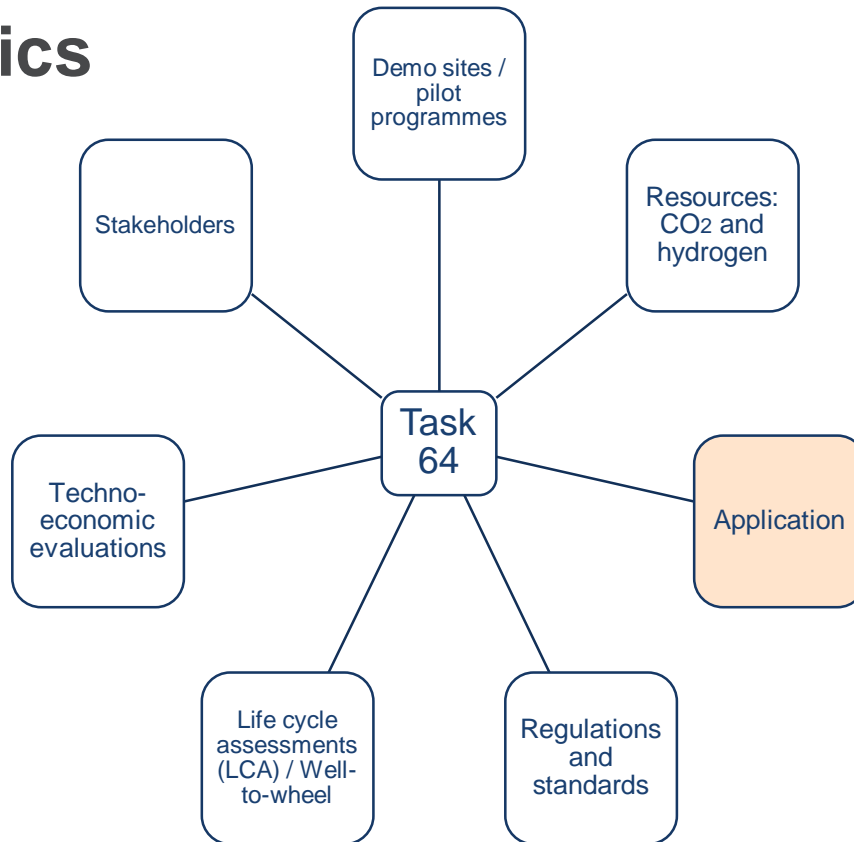 ics
Demo sites /
pilot
programmes
Stakeholders
Resources:
CO2 and
hydrogen
Task
64
Application
Techno-
economic
evaluations
Life cycle
assessments
(LCA) / Well-
to-wheel
Regulations
and
standards